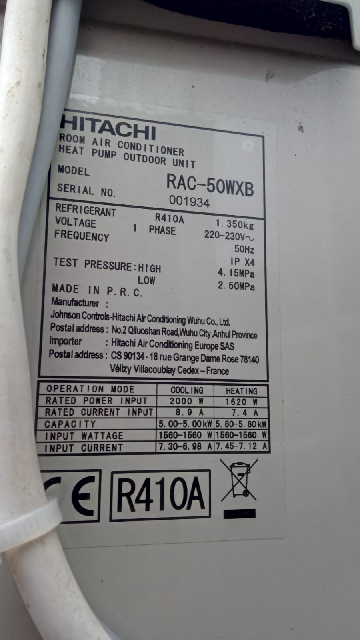 HITACHI
ROOM AIR CONDITIONER
HEAT PUMP OUTDOOR UNIT
MODEL RAC-50WXB
SERIAL NO. 001934
REFRIGERANT R410A 1.350kg
VOLTAGE 1 PHASE 220-230V~
FREQUENCY 50Hz
IP X4
TEST PRESSURE:HIGH 4.15MPa
LOW 2.50MPa
MADE IN P.R.C.
Manufacturer :
Johnson Controls-Hitachi Air Conditioning Wuhu Co., Ltd.
Postal address : No.2 Qiluoshan Road,Wuhu City,Anhui Province
Importer : Hitachi Air Conditioning Europe SAS
Postal address : CS 90134-18 rue Grange Dame Rose 78140
Vélizy Villacoublay Cedex-France
OPERATION MODE COOLING HEATING
RATED POWER INPUT 2000 W 1620 W
RATED CURRENT INPUT 8.9 A 7.4 A
CAPACITY 5.00-5.00kW 5.80-5.80kW
INPUT WATTAGE 1560-1560 W 1560-1560 W
INPUT CURRENT 7.30-6.98 A 7.45-7.12 A
CE R410A